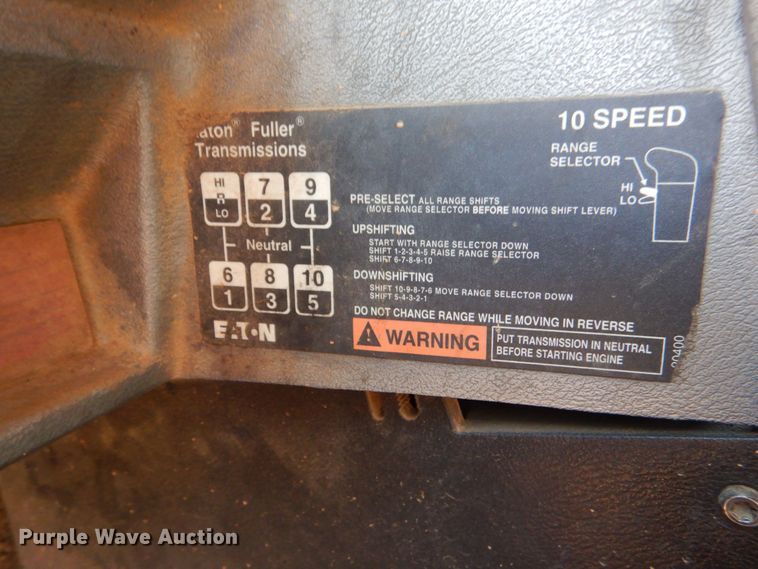 aton® Fuller®
Transmissions
10 SPEED
RANGE
SELECTOR
HI
LO
HI
R
LO
7
2
9
4
Neutral
6
1
8
3
10
5
EATON
PRE-SELECT ALL RANGE SHIFTS
(MOVE RANGE SELECTOR BEFORE MOVING SHIFT LEVER)
UPSHIFTING
START WITH RANGE SELECTOR DOWN
SHIFT 1-2-3-4-5 RAISE RANGE SELECTOR
SHIFT 6-7-8-9-10
DOWNSHIFTING
SHIFT 10-9-8-7-6 MOVE RANGE SELECTOR DOWN
SHIFT 5-4-3-2-1
DO NOT CHANGE RANGE WHILE MOVING IN REVERSE
WARNING
PUT TRANSMISSION IN NEUTRAL
BEFORE STARTING ENGINE
Purple Wave Auction